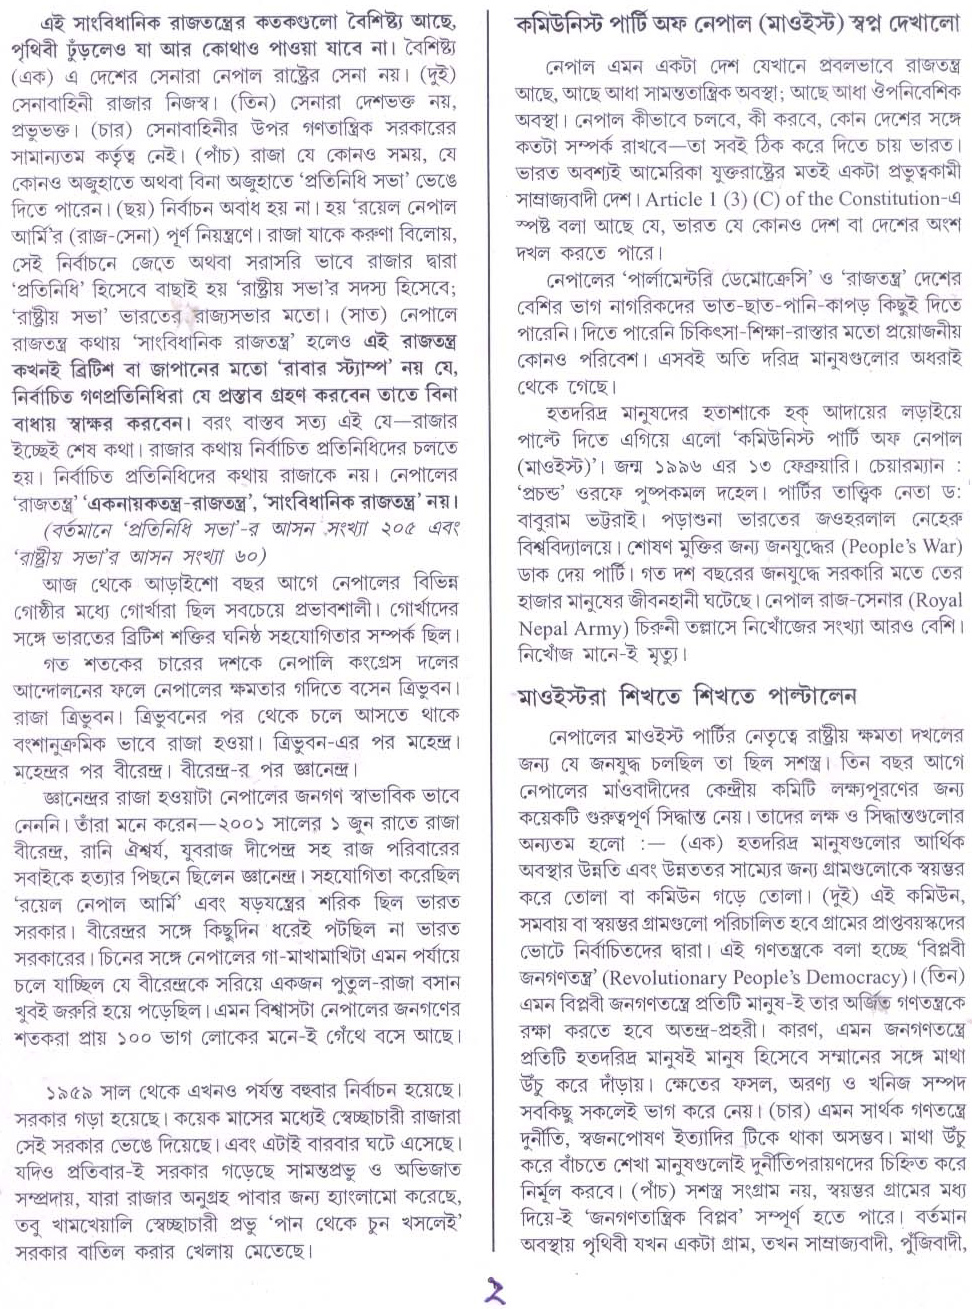 এই সাংবিধানিক রাজতন্ত্রের কতকগুলো বৈশিষ্ট্য আছে,
পৃথিবী ঢুঁড়লেও যা আর কোথাও পাওয়া যাবে না। বৈশিষ্ট্য
(এক) এ দেশের সেনারা নেপাল রাষ্ট্রের সেনা নয়। (দুই)
সেনাবাহিনী রাজার নিজস্ব। (তিন) সেনারা দেশভক্ত নয়,
প্রভুভক্ত। (চার) সেনাবাহিনীর উপর গণতান্ত্রিক সরকারের
সামান্যতম কর্তৃত্ব নেই। (পাঁচ) রাজা যে কোনও সময়, যে
কোনও অজুহাতে অথবা বিনা অজুহাতে ‘প্রতিনিধি সভা’ ভেঙে
দিতে পারেন। (ছয়) নির্বাচন অবাধ হয় না। হয় ‘রয়েল নেপাল
আর্মি’র (রাজ-সেনা) পূর্ণ নিয়ন্ত্রণে। রাজা যাকে করুণা বিলোয়,
সেই নির্বাচনে জেতে অথবা সরাসরি ভাবে রাজার দ্বারা
‘প্রতিনিধি’ হিসেবে বাছাই হয় ‘রাষ্ট্রীয় সভা’র সদস্য হিসেবে;
‘রাষ্ট্রীয় সভা’ ভারতের রাজ্যসভার মতো। (সাত) নেপালে
রাজতন্ত্র কথায় ‘সাংবিধানিক রাজতন্ত্র’ হলেও এই রাজতন্ত্র
কখনই ব্রিটিশ বা জাপানের মতো ‘রাবার স্ট্যাম্প’ নয় যে,
নির্বাচিত গণপ্রতিনিধিরা যে প্রস্তাব গ্রহণ করবেন তাতে বিনা
বাধায় স্বাক্ষর করবেন। বরং বাস্তব সত্য এই যে—রাজার
ইচ্ছেই শেষ কথা। রাজার কথায় নির্বাচিত প্রতিনিধিদের চলতে
হয়। নির্বাচিত প্রতিনিধিদের কথায় রাজাকে নয়। নেপালের
‘রাজতন্ত্র’ ‘একনায়কতন্ত্র-রাজতন্ত্র’, ‘সাংবিধানিক রাজতন্ত্র’ নয়।
(বর্তমানে ‘প্রতিনিধি সভা’-র আসন সংখ্যা ২০৫ এবং
‘রাষ্ট্রীয় সভা’র আসন সংখ্যা ৬০)
আজ থেকে আড়াইশো বছর আগে নেপালের বিভিন্ন
গোষ্ঠীর মধ্যে গোর্খারা ছিল সবচেয়ে প্রভাবশালী। গোর্খাদের
সঙ্গে ভারতের ব্রিটিশ শক্তির ঘনিষ্ঠ সহযোগিতার সম্পর্ক ছিল।
গত শতকের চারের দশকে নেপালি কংগ্রেস দলের
আন্দোলনের ফলে নেপালের ক্ষমতার গদিতে বসেন ত্রিভুবন।
রাজা ত্রিভুবন। ত্রিভুবনের পর থেকে চলে আসতে থাকে
বংশানুক্রমিক ভাবে রাজা হওয়া। ত্রিভুবন-এর পর মহেন্দ্র।
মহেন্দ্রর পর বীরেন্দ্র। বীরেন্দ্র-র পর জ্ঞানেন্দ্র।
জ্ঞানেন্দ্রর রাজা হওয়াটা নেপালের জনগণ স্বাভাবিক ভাবে
নেননি। তাঁরা মনে করেন—২০০১ সালের ১ জুন রাতে রাজা
বীরেন্দ্র, রানি ঐশ্বর্য, যুবরাজ দীপেন্দ্র সহ রাজ পরিবারের
সবাইকে হত্যার পিছনে ছিলেন জ্ঞানেন্দ্র। সহযোগিতা করেছিল
‘রয়েল নেপাল আর্মি’ এবং ষড়যন্ত্রের শরিক ছিল ভারত
সরকার। বীরেন্দ্রর সঙ্গে কিছুদিন ধরেই পটছিল না ভারত
সরকারের। চিনের সঙ্গে নেপালের গা-মাখামাখিটা এমন পর্যায়ে
চলে যাচ্ছিল যে বীরেন্দ্রকে সরিয়ে একজন পুতুল-রাজা বসান
খুবই জরুরি হয়ে পড়েছিল। এমন বিশ্বাসটা নেপালের জনগণের
শতকরা প্রায় ১০০ ভাগ লোকের মনে-ই গেঁথে বসে আছে।
১৯৫৯ সাল থেকে এখনও পর্যন্ত বহুবার নির্বাচন হয়েছে।
সরকার গড়া হয়েছে। কয়েক মাসের মধ্যেই স্বেচ্ছাচারী রাজারা
সেই সরকার ভেঙে দিয়েছে। এবং এটাই বারবার ঘটে এসেছে।
যদিও প্রতিবার-ই সরকার গড়েছে সামন্তপ্রভু ও অভিজাত
সম্প্রদায়, যারা রাজার অনুগ্রহ পাবার জন্য হ্যাংলামো করেছে,
তবু খামখেয়ালি স্বেচ্ছাচারী প্রভু ‘পান থেকে চুন খসলেই’
সরকার বাতিল করার খেলায় মেতেছে।
কমিউনিস্ট পার্টি অফ নেপাল (মাওইস্ট) স্বপ্ন দেখালো
নেপাল এমন একটা দেশ যেখানে প্রবলভাবে রাজতন্ত্র
আছে, আছে আধা সামন্ততান্ত্রিক অবস্থা; আছে আধা ঔপনিবেশিক
অবস্থা। নেপাল কীভাবে চলবে, কী করবে, কোন দেশের সঙ্গে
কতটা সম্পর্ক রাখবে—তা সবই ঠিক করে দিতে চায় ভারত।
ভারত অবশ্যই আমেরিকা যুক্তরাষ্ট্রের মতই একটা প্রভুত্বকামী
সাম্রাজ্যবাদী দেশ। Article 1 (3) (C) of the Constitution-এ
স্পষ্ট বলা আছে যে, ভারত যে কোনও দেশ বা দেশের অংশ
দখল করতে পারে।
নেপালের ‘পার্লামেন্টরি ডেমোক্রেসি’ ও ‘রাজতন্ত্র’ দেশের
বেশির ভাগ নাগরিকদের ভাত-ছাত-পানি-কাপড় কিছুই দিতে
পারেনি। দিতে পারেনি চিকিৎসা-শিক্ষা-রাস্তার মতো প্রয়োজনীয়
কোনও পরিবেশ। এসবই অতি দরিদ্র মানুষগুলোর অধরাই
থেকে গেছে।
হতদরিদ্র মানুষদের হতাশাকে হক্ আদায়ের লড়াইয়ে
পাল্টে দিতে এগিয়ে এলো ‘কমিউনিস্ট পার্টি অফ নেপাল
(মাওইস্ট)’। জন্ম ১৯৯৬ এর ১৩ ফেব্রুয়ারি। চেয়ারম্যান :
‘প্রচন্ড’ ওরফে পুষ্পকমল দহেল। পার্টির তাত্ত্বিক নেতা ড:
বাবুরাম ভট্টরাই। পড়াশুনা ভারতের জওহরলাল নেহেরু
বিশ্ববিদ্যালয়ে। শোষণ মুক্তির জন্য জনযুদ্ধের (People's War)
ডাক দেয় পার্টি। গত দশ বছরের জনযুদ্ধে সরকারি মতে তের
হাজার মানুষের জীবনহানী ঘটেছে। নেপাল রাজ-সেনার (Royal
Nepal Army) চিরুনী তল্লাসে নিখোঁজের সংখ্যা আরও বেশি।
নিখোঁজ মানে-ই মৃত্যু।
মাওইস্টরা শিখতে শিখতে পাল্টালেন
নেপালের মাওইস্ট পার্টির নেতৃত্বে রাষ্ট্রীয় ক্ষমতা দখলের
জন্য যে জনযুদ্ধ চলছিল তা ছিল সশস্ত্র। তিন বছর আগে
নেপালের মাওবাদীদের কেন্দ্রীয় কমিটি লক্ষ্যপূরণের জন্য
কয়েকটি গুরুত্বপূর্ণ সিদ্ধান্ত নেয়। তাদের লক্ষ ও সিদ্ধান্তগুলোর
অন্যতম হলো :— (এক) হতদরিদ্র মানুষগুলোর আর্থিক
অবস্থার উন্নতি এবং উন্নততর সাম্যের জন্য গ্রামগুলোকে স্বয়ম্ভর
করে তোলা বা কমিউন গড়ে তোলা। (দুই) এই কমিউন,
সমবায় বা স্বয়ম্ভর গ্রামগুলো পরিচালিত হবে গ্রামের প্রাপ্তবয়স্কদের
ভোটে নির্বাচিতদের দ্বারা। এই গণতন্ত্রকে বলা হচ্ছে ‘বিপ্লবী
জনগণতন্ত্র’ (Revolutionary People's Democracy)। (তিন)
এমন বিপ্লবী জনগণতন্ত্রে প্রতিটি মানুষ-ই তার অর্জিত গণতন্ত্রকে
রক্ষা করতে হবে অতন্দ্র-প্রহরী। কারণ, এমন জনগণতন্ত্রে
প্রতিটি হতদরিদ্র মানুষই মানুষ হিসেবে সম্মানের সঙ্গে মাথা
উঁচু করে দাঁড়ায়। ক্ষেতের ফসল, অরণ্য ও খনিজ সম্পদ
সবকিছু সকলেই ভাগ করে নেয়। (চার) এমন সার্থক গণতন্ত্রে
দুর্নীতি, স্বজনপোষণ ইত্যাদির টিকে থাকা অসম্ভব। মাথা উঁচু
করে বাঁচতে শেখা মানুষগুলোই দুর্নীতিপরায়ণদের চিহ্নিত করে
নির্মূল করবে। (পাঁচ) সশস্ত্র সংগ্রাম নয়, স্বয়ম্ভর গ্রামের মধ্য
দিয়ে-ই ‘জনগণতান্ত্রিক বিপ্লব’ সম্পূর্ণ হতে পারে। বর্তমান
অবস্থায় পৃথিবী যখন একটা গ্রাম, তখন সাম্রাজ্যবাদী, পুঁজিবাদী,
২